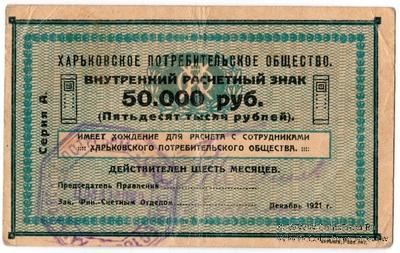 ХАРЬКОВСКОЕ ПОТРЕБИТЕЛЬСКОЕ ОБЩЕСТВО.
ВНУТРЕННИЙ РАСЧЕТНЫЙ ЗНАК
50.000 руб.
(Пятьдесят тысяч рублей).
Серия А.
ИМЕЕТ ХОЖДЕНИЕ ДЛЯ РАСЧЕТА С СОТРУДНИКАМИ
ХАРЬКОВСКОГО ПОТРЕБИТЕЛЬСКОГО ОБЩЕСТВА.
ДЕЙСТВИТЕЛЕН ШЕСТЬ МЕСЯЦЕВ.
Председатель Правления
Зав. Фин.-Счетным Отделом
Декабрь 1921 г.